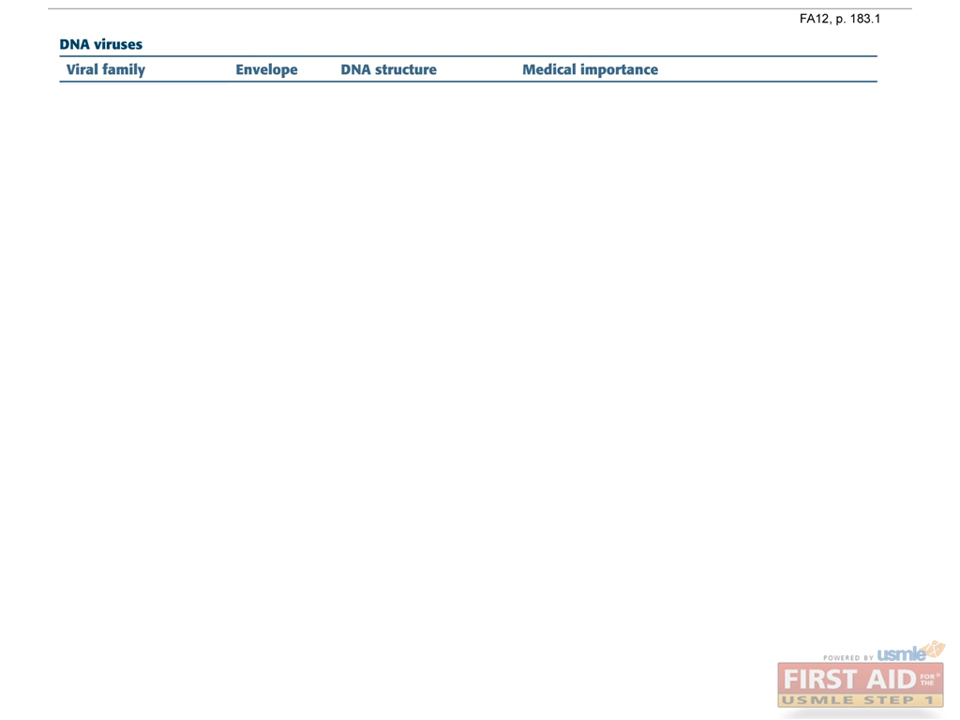 FA12, p. 183.1
DNA viruses
Viral family Envelope DNA structure Medical importance
POWERED BY usmle
FIRST AID FOR THE®
USMLE STEP 1